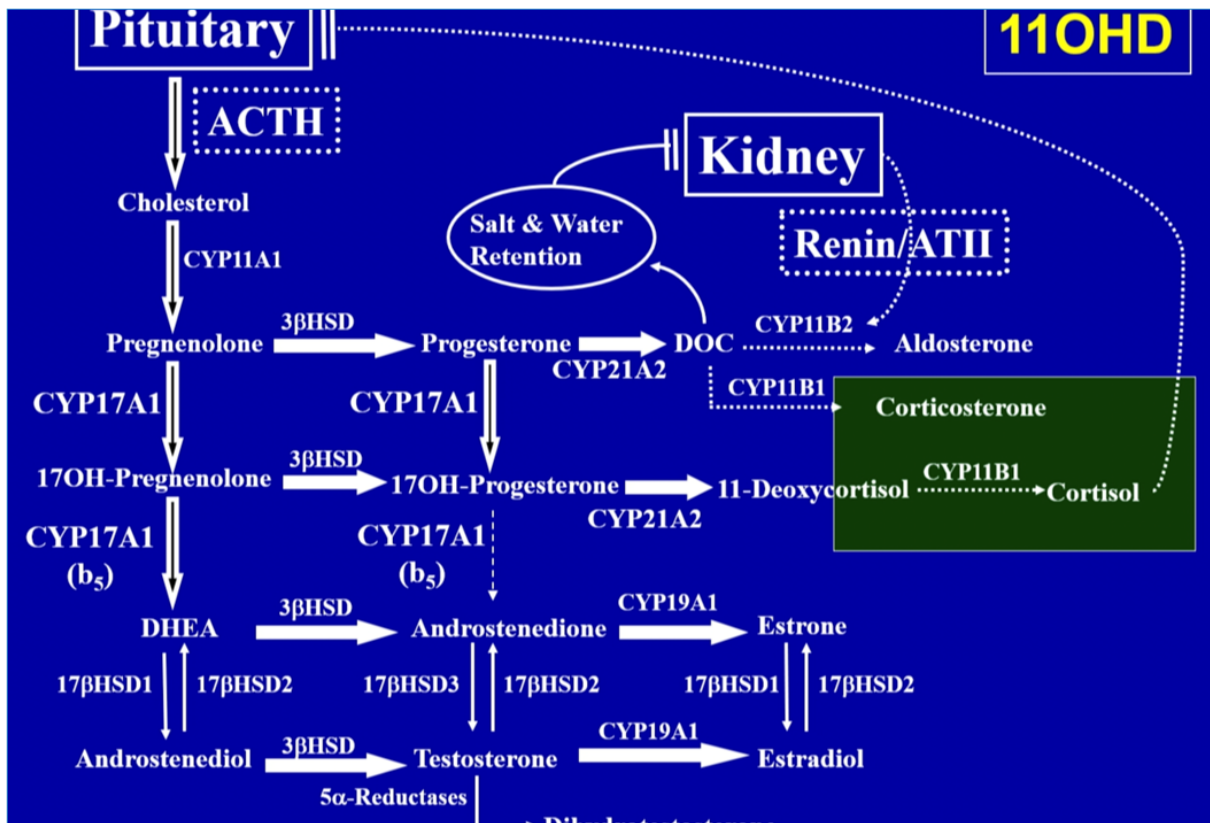 Pituitary
11OHD
ACTH
Kidney
Cholesterol
Salt & Water
Retention
Renin/ATII
CYP11A1
3βHSD
CYP11B2
Pregnenolone
Progesterone
DOC
Aldosterone
CYP21A2
CYP11B1
CYP17A1
CYP17A1
Corticosterone
3βHSD
CYP11B1
17OH-Pregnenolone
17OH-Progesterone
11-Deoxycortisol
Cortisol
CYP21A2
CYP17A1
(b5)
CYP17A1
(b5)
3βHSD
CYP19A1
DHEA
Androstenedione
Estrone
17βHSD1
17βHSD2
17βHSD3
17βHSD2
17βHSD1
17βHSD2
3βHSD
CYP19A1
Androstenediol
Testosterone
Estradiol
5α-Reductases